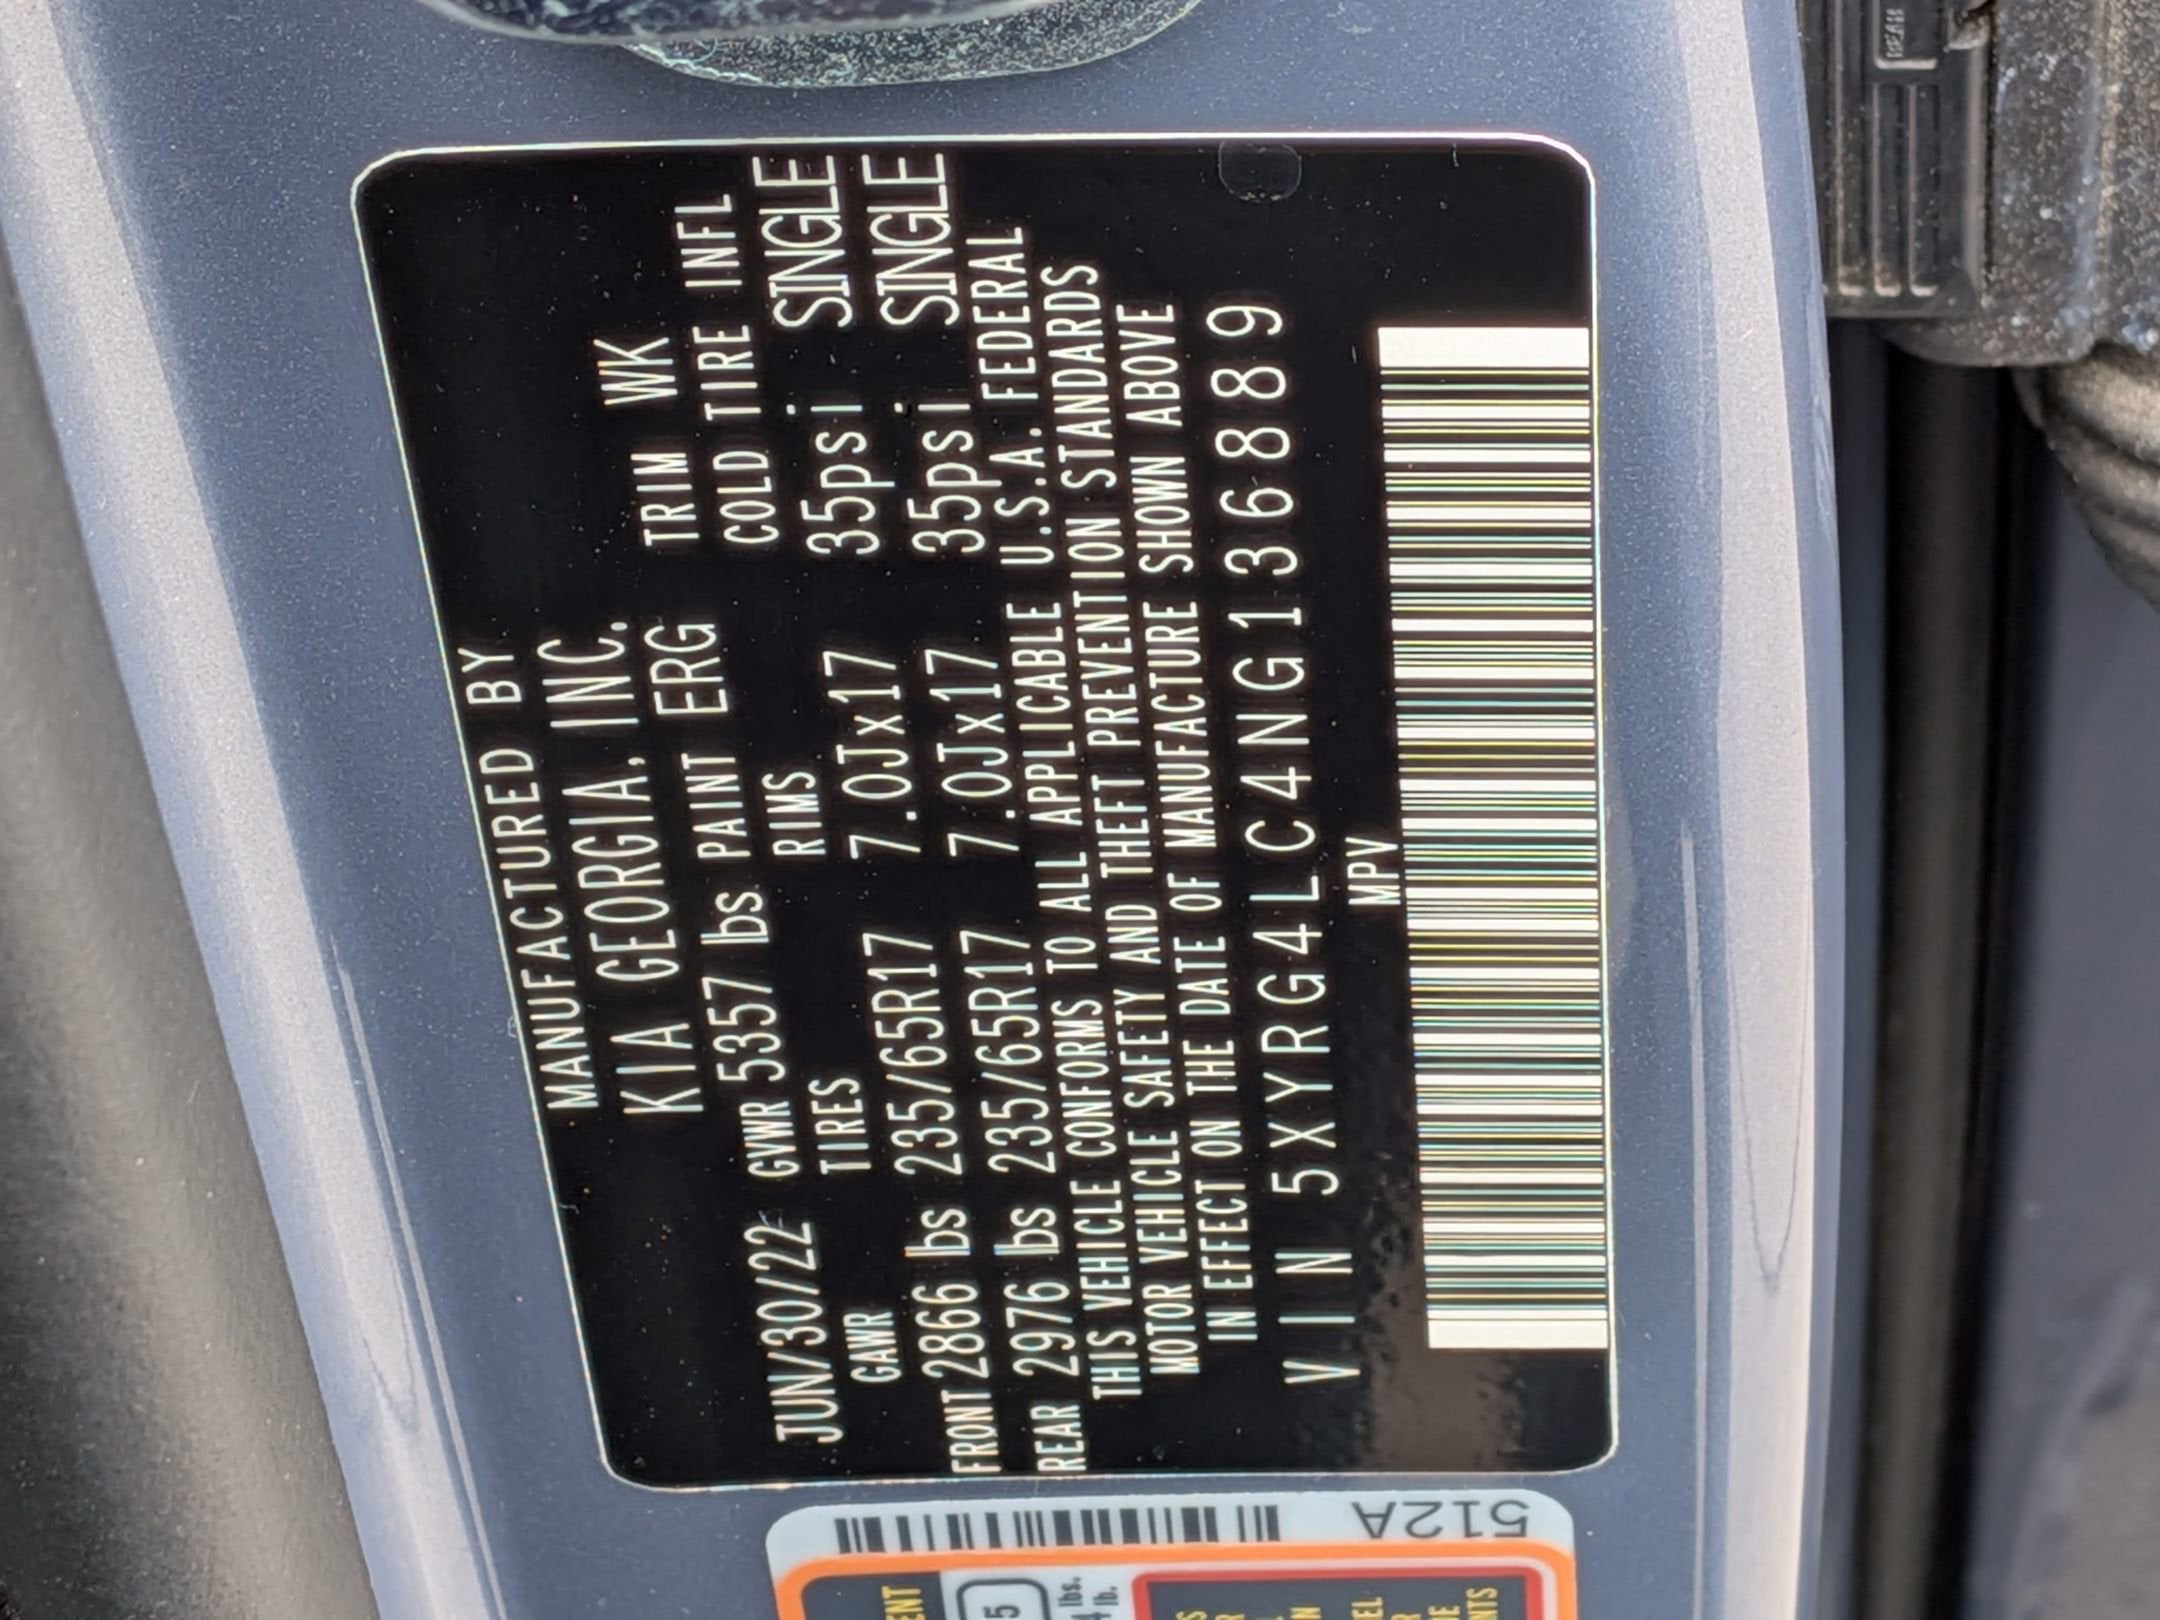 MANUFACTURED BY
KIA GEORGIA, INC.
TRIM WK
JUN/30/22 GVWR 5357 lbs PAINT ERG
GAWR TIRES RIMS COLD TIRE INFL
FRONT 2866 lbs 235/65R17 7.0Jx17 35psi SINGLE
REAR 2976 lbs 235/65R17 7.0Jx17 35psi SINGLE
THIS VEHICLE CONFORMS TO ALL APPLICABLE U.S.A. FEDERAL
MOTOR VEHICLE SAFETY AND THEFT PREVENTION STANDARDS
IN EFFECT ON THE DATE OF MANUFACTURE SHOWN ABOVE
VIN 5XYRG4LC4NG136889
MPV
512A